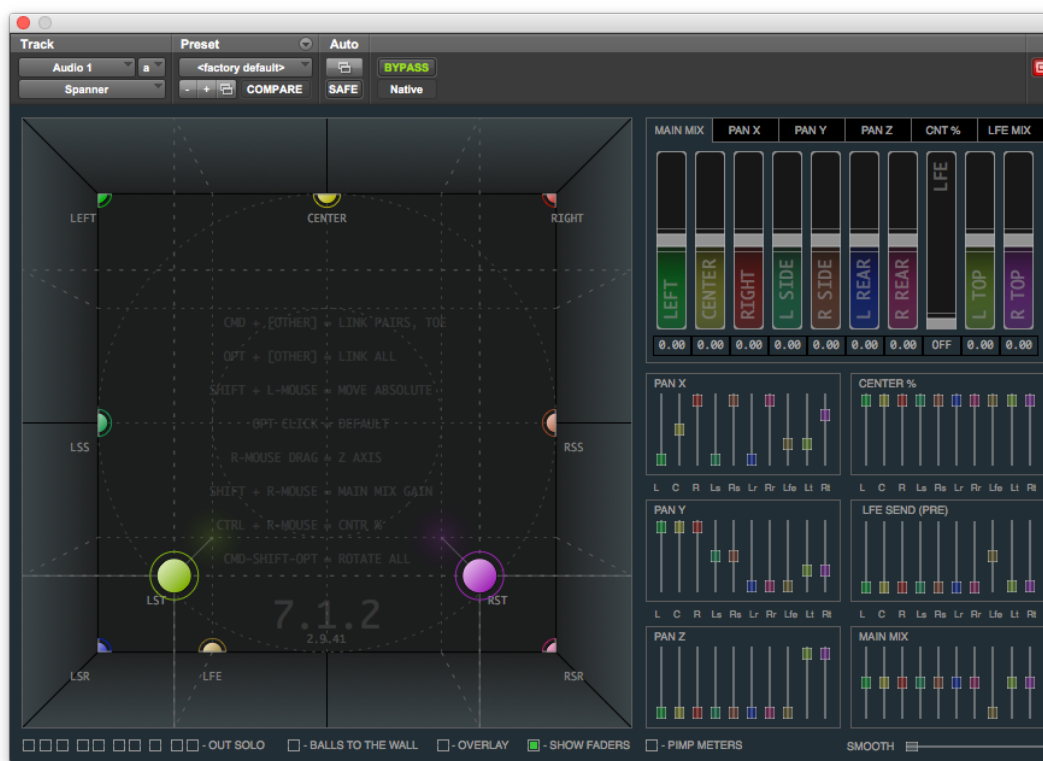 Track Preset Auto
Audio 1 a <factory default> BYPASS
Spanner - + COMPARE SAFE Native
MAIN MIX PAN X PAN Y PAN Z CNT % LFE MIX
LEFT CENTER RIGHT L SIDE R SIDE L REAR R REAR LFE L TOP R TOP
0.00 0.00 0.00 0.00 0.00 0.00 0.00 OFF 0.00 0.00
LEFT CENTER RIGHT
CMD + [OTHER] = LINK PAIRS, TOE
OPT + [OTHER] = LINK ALL
SHIFT + L-MOUSE = MOVE ABSOLUTE
OPT CLICK = DEFAULT
LSS RSS
R-MOUSE DRAG = Z AXIS
SHIFT + R-MOUSE = MAIN MIX GAIN
CTRL + R-MOUSE = CNTR %
CMD-SHIFT-OPT = ROTATE ALL
LST RST
7.1.2
2.9.41
LSR LFE RSR
PAN X CENTER %
L C R Ls Rs Lr Rr Lfe Lt Rt L C R Ls Rs Lr Rr Lfe Lt Rt
PAN Y LFE SEND (PRE)
L C R Ls Rs Lr Rr Lfe Lt Rt L C R Ls Rs Lr Rr Lfe Lt Rt
PAN Z MAIN MIX
- OUT SOLO - BALLS TO THE WALL - OVERLAY - SHOW FADERS - PIMP METERS SMOOTH